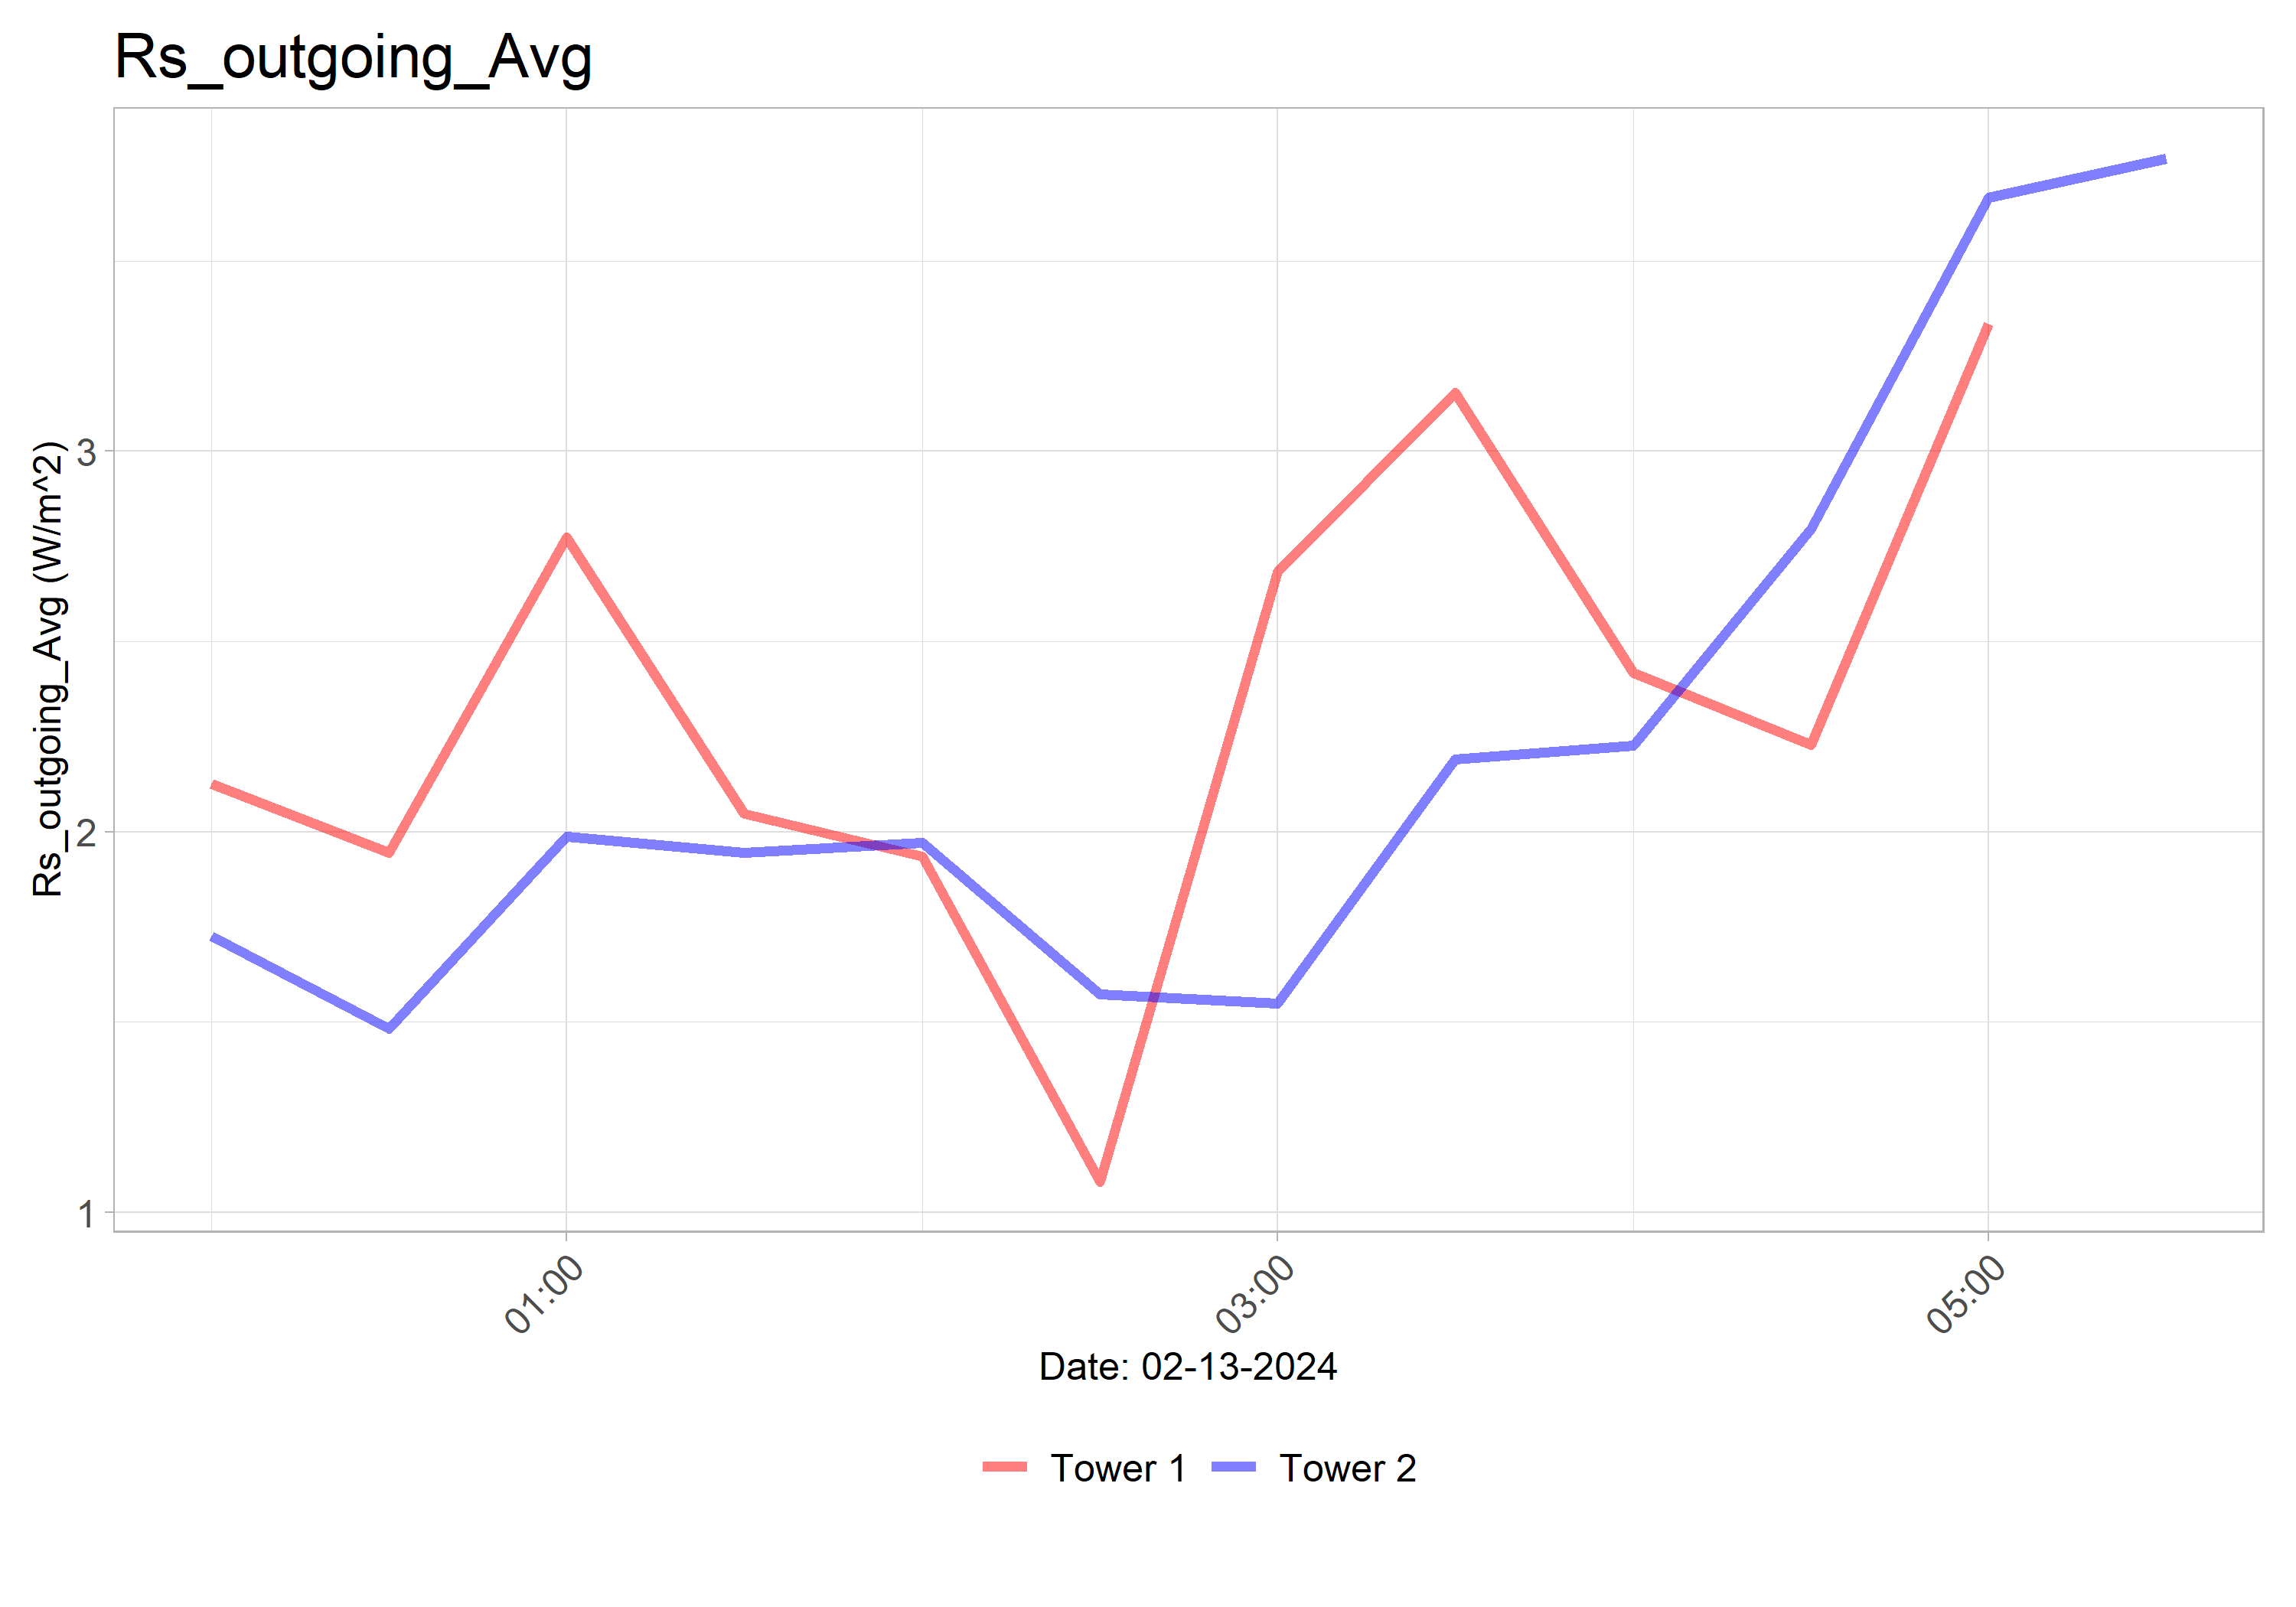 Rs_outgoing_Avg
Rs_outgoing_Avg (W/m^2)
3
2
1
01:00
03:00
05:00
Date: 02-13-2024
Tower 1
Tower 2